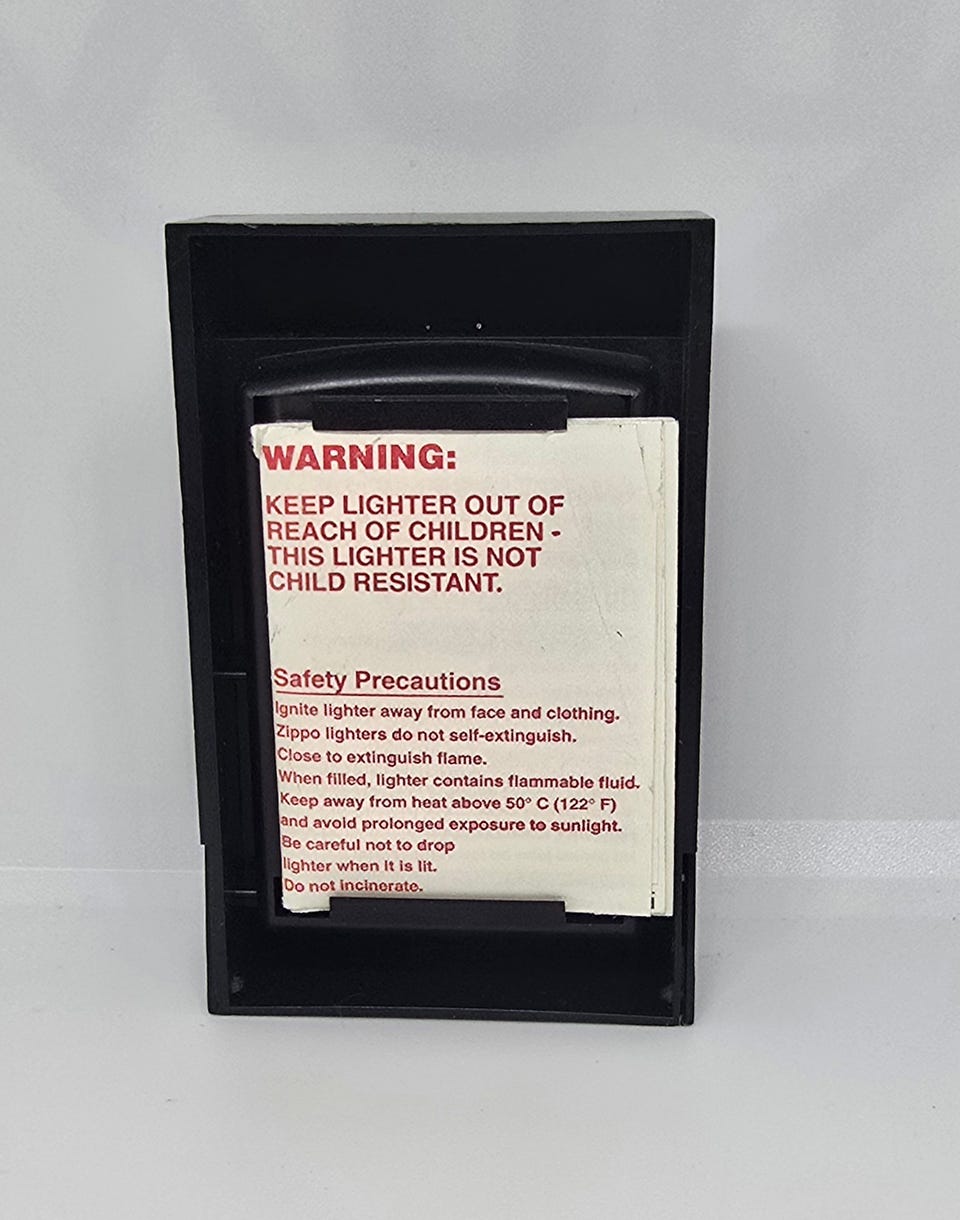 WARNING:
KEEP LIGHTER OUT OF
REACH OF CHILDREN -
THIS LIGHTER IS NOT
CHILD RESISTANT.
Safety Precautions
Ignite lighter away from face and clothing.
Zippo lighters do not self-extinguish.
Close to extinguish flame.
When filled, lighter contains flammable fluid.
Keep away from heat above 50° C (122° F)
and avoid prolonged exposure to sunlight.
Be careful not to drop
lighter when it is lit.
Do not incinerate.